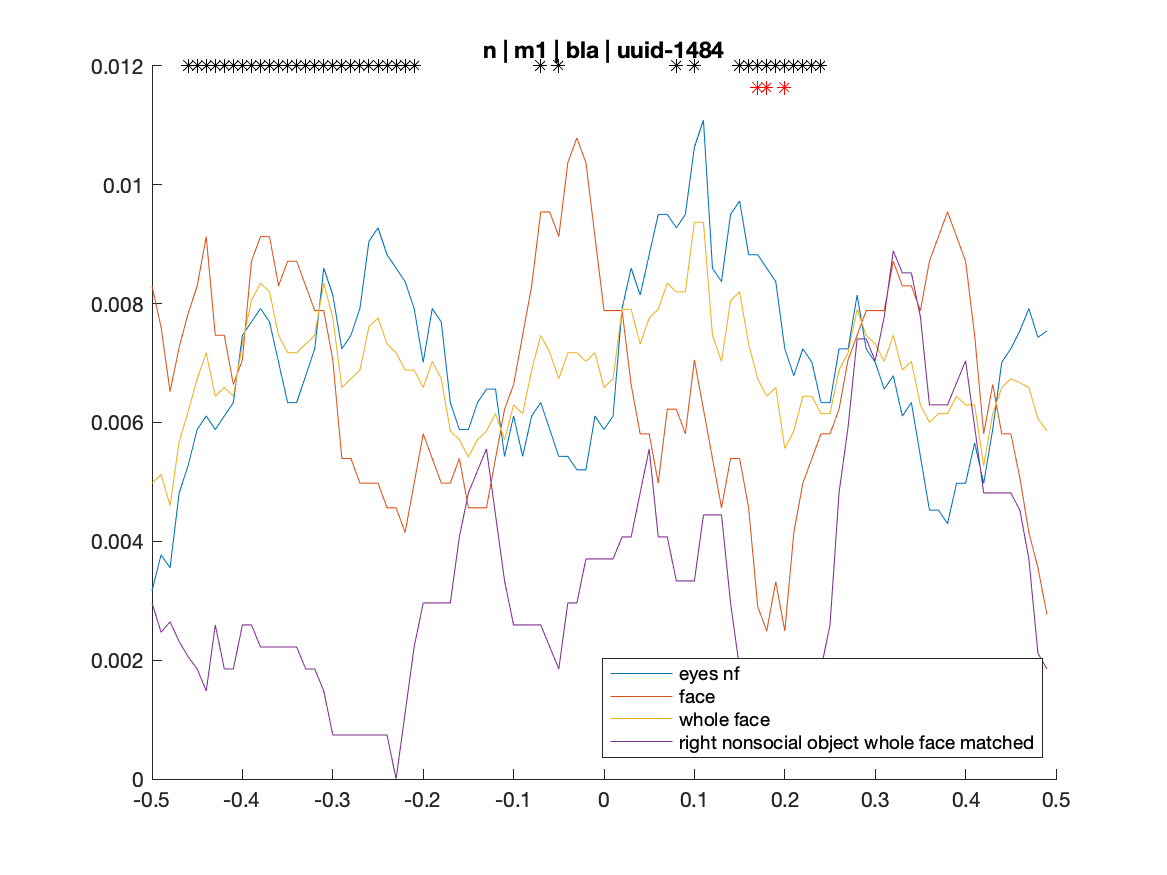 n | m1 | bla | uuid-1484
0.012
0.01
0.008
0.006
0.004
0.002
0
eyes nf
face
whole face
right nonsocial object whole face matched
-0.5 -0.4 -0.3 -0.2 -0.1 0 0.1 0.2 0.3 0.4 0.5